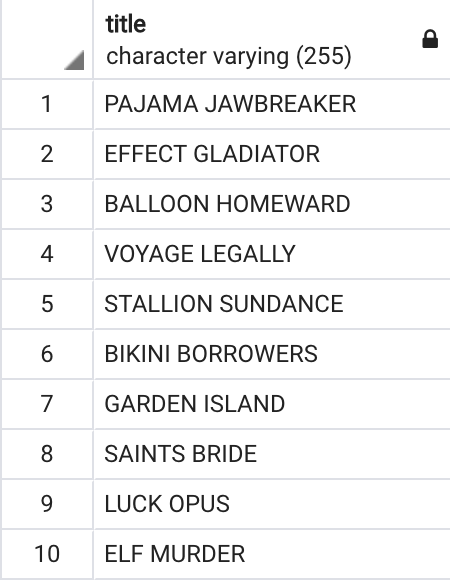 title
character varying (255)
1 PAJAMA JAWBREAKER
2 EFFECT GLADIATOR
3 BALLOON HOMEWARD
4 VOYAGE LEGALLY
5 STALLION SUNDANCE
6 BIKINI BORROWERS
7 GARDEN ISLAND
8 SAINTS BRIDE
9 LUCK OPUS
10 ELF MURDER